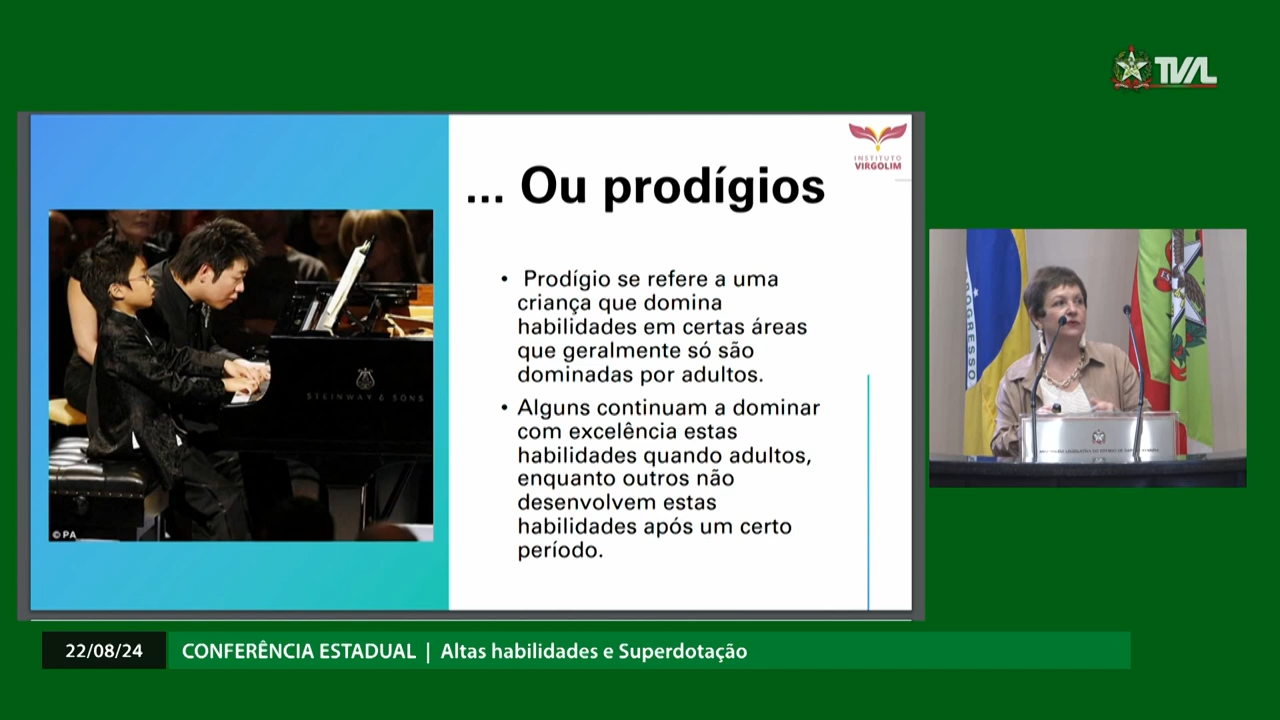 TVAL
INSTITUTO
VIRGOLIM
... Ou prodígios
• Prodígio se refere a uma
criança que domina
habilidades em certas áreas
que geralmente só são
dominadas por adultos.
• Alguns continuam a dominar
com excelência estas
habilidades quando adultos,
enquanto outros não
desenvolvem estas
habilidades após um certo
período.
STEINWAY & SONS
© PA
ROGRESSO
22/08/24
CONFERÊNCIA ESTADUAL | Altas habilidades e Superdotação